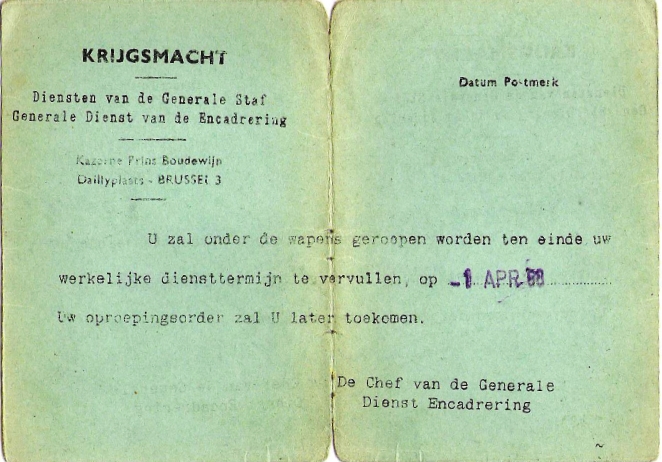 KRIJGSMACHT
Diensten van de Generale Staf
Generale Dienst van de Encadrering
Kazerne Prins Boudewijn
Daillyplaats - BRUSSEL 3
Datum Postmerk
U zal onder de wapens geroepen worden ten einde uw
werkelijke diensttermijn te vervullen, op -1 APR
Uw oproepingsorder zal U later toekomen.
De Chef van de Generale
Dienst Encadrering